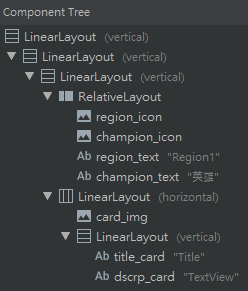 Component Tree
LinearLayout (vertical)
LinearLayout (vertical)
LinearLayout (vertical)
RelativeLayout
region_icon
champion_icon
Ab region_text "Region1"
Ab champion_text "英雄"
LinearLayout (horizontal)
card_img
LinearLayout (vertical)
Ab title_card "Title"
Ab dscrp_card "TextView"